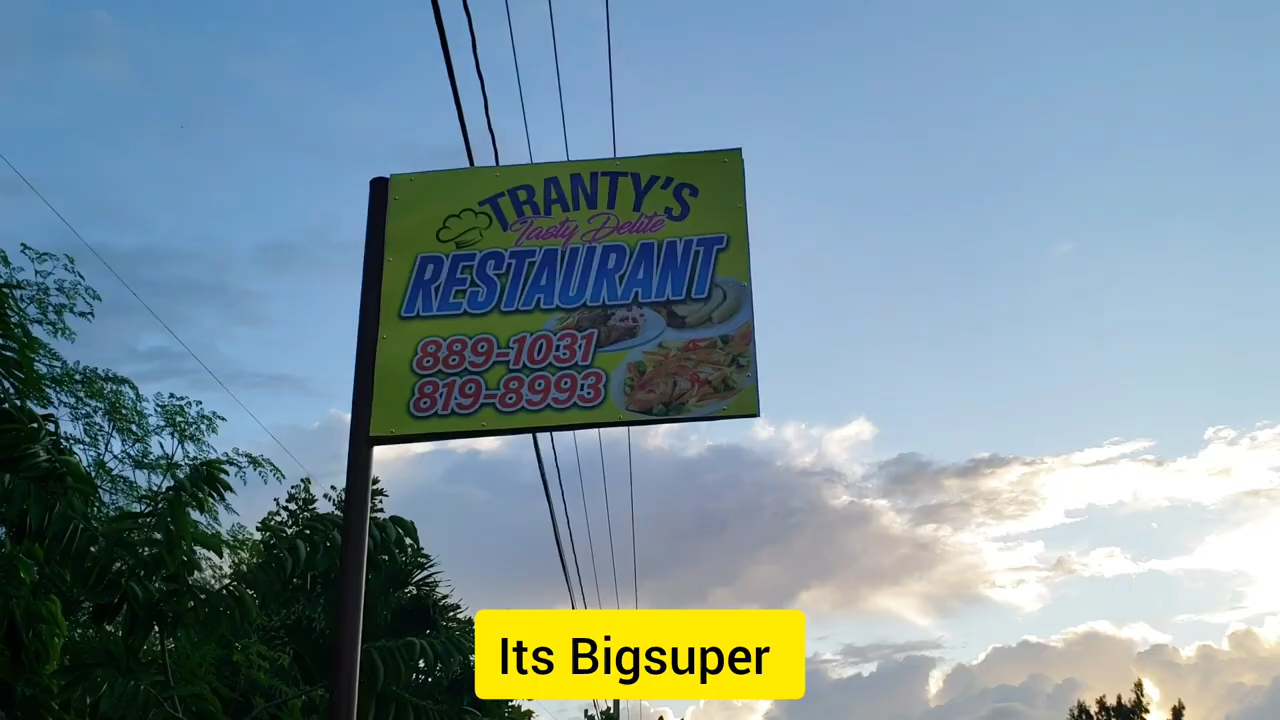 TRANTY'S
Tasty Delite
RESTAURANT
889-1031
819-8993
Its Bigsuper